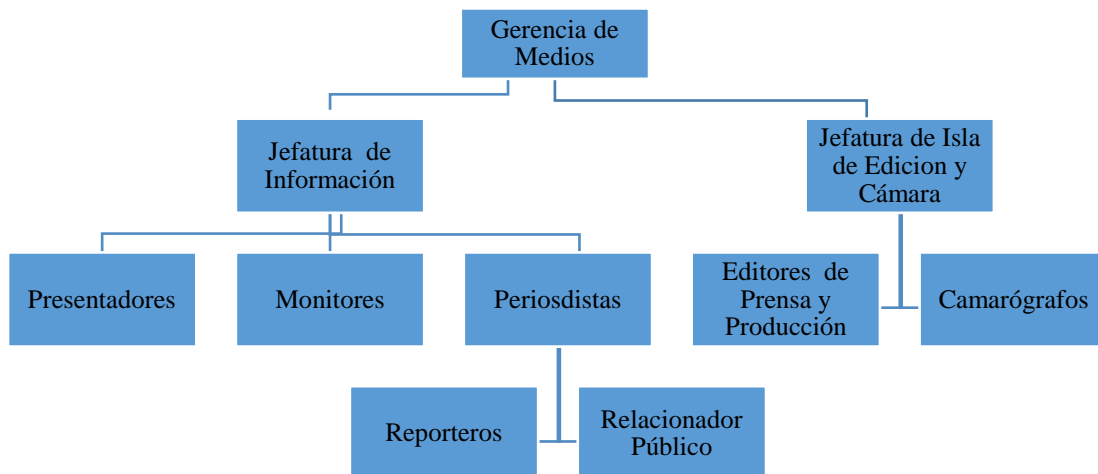 Gerencia de
Medios
Jefatura de
Información
Jefatura de Isla
de Edicion y
Cámara
Presentadores
Monitores
Periosdistas
Editores de
Prensa y
Producción
Camarógrafos
Reporteros
Relacionador
Público